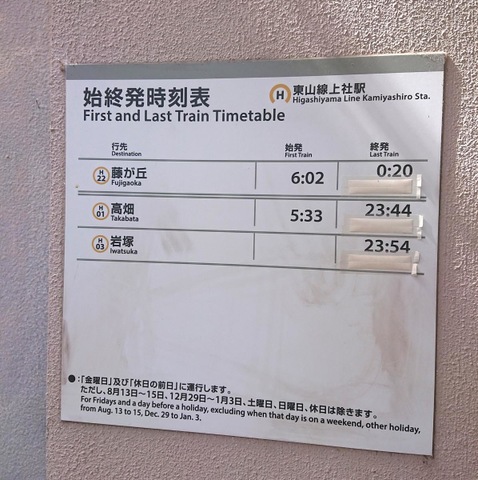 始終発時刻表
First and Last Train Timetable
H 東山線上社駅
Higashiyama Line Kamiyashiro Sta.
行先 始発 終発
Destination First Train Last Train
H22 藤が丘 6:02 0:20
Fujigaoka
H01 高畑 5:33 23:44
Takabata
H03 岩塚 23:54
Iwatsuka
●:「金曜日」及び「休日の前日」に運行します。
ただし、8月13日～15日、12月29日～1月3日、土曜日、日曜日、休日は除きます。
For Fridays and a day before a holiday, excluding when that day is on a weekend, other holiday,
from Aug. 13 to 15, Dec. 29 to Jan. 3.